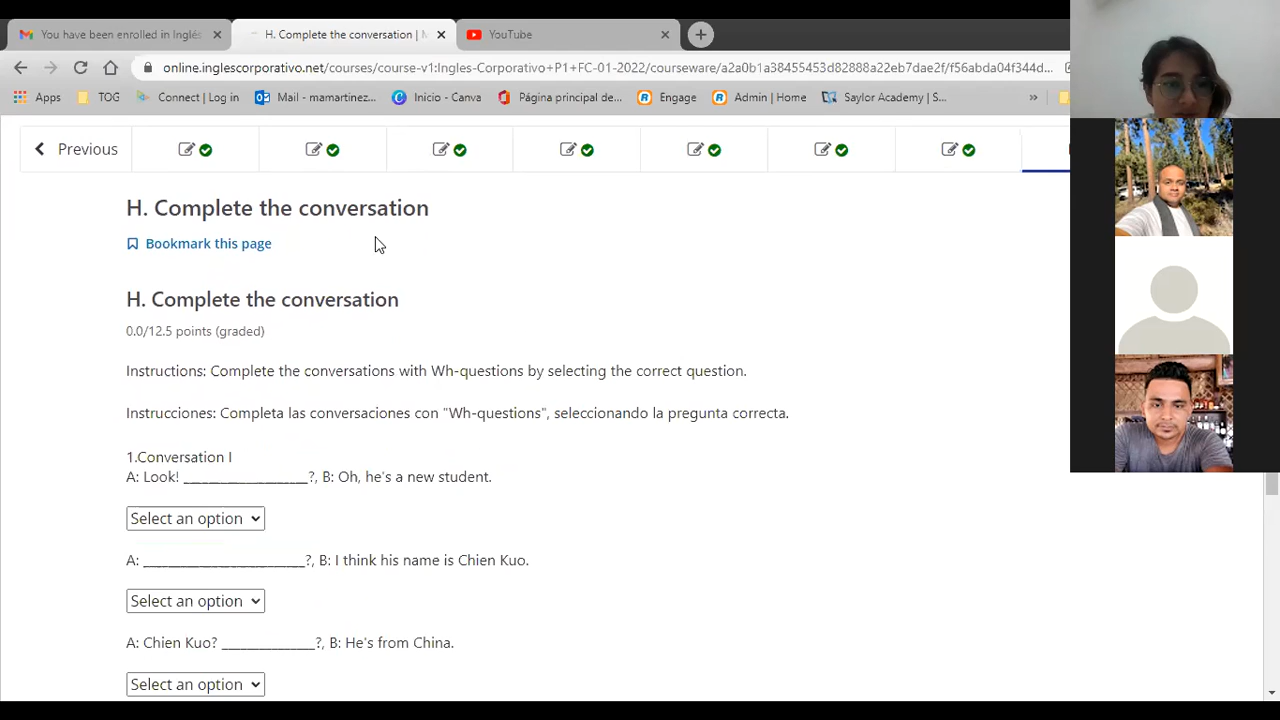 You have been enrolled in Inglés
H. Complete the conversation |
YouTube
online.inglescorporativo.net/courses/course-v1:Ingles-Corporativo+P1+FC-01-2022/courseware/a2a0b1a38455453d82888a22eb7dae2f/f56abda04f344d...
Apps TOG Connect | Log in Mail - mamartinez... Inicio - Canva Página principal de... Engage Admin | Home Saylor Academy | S... »
Previous
H. Complete the conversation
Bookmark this page
H. Complete the conversation
0.0/12.5 points (graded)
Instructions: Complete the conversations with Wh-questions by selecting the correct question.
Instrucciones: Completa las conversaciones con "Wh-questions", seleccionando la pregunta correcta.
1.Conversation I
A: Look! ___________________?, B: Oh, he's a new student.
Select an option
A: _________________________?, B: I think his name is Chien Kuo.
Select an option
A: Chien Kuo? ______________?, B: He's from China.
Select an option